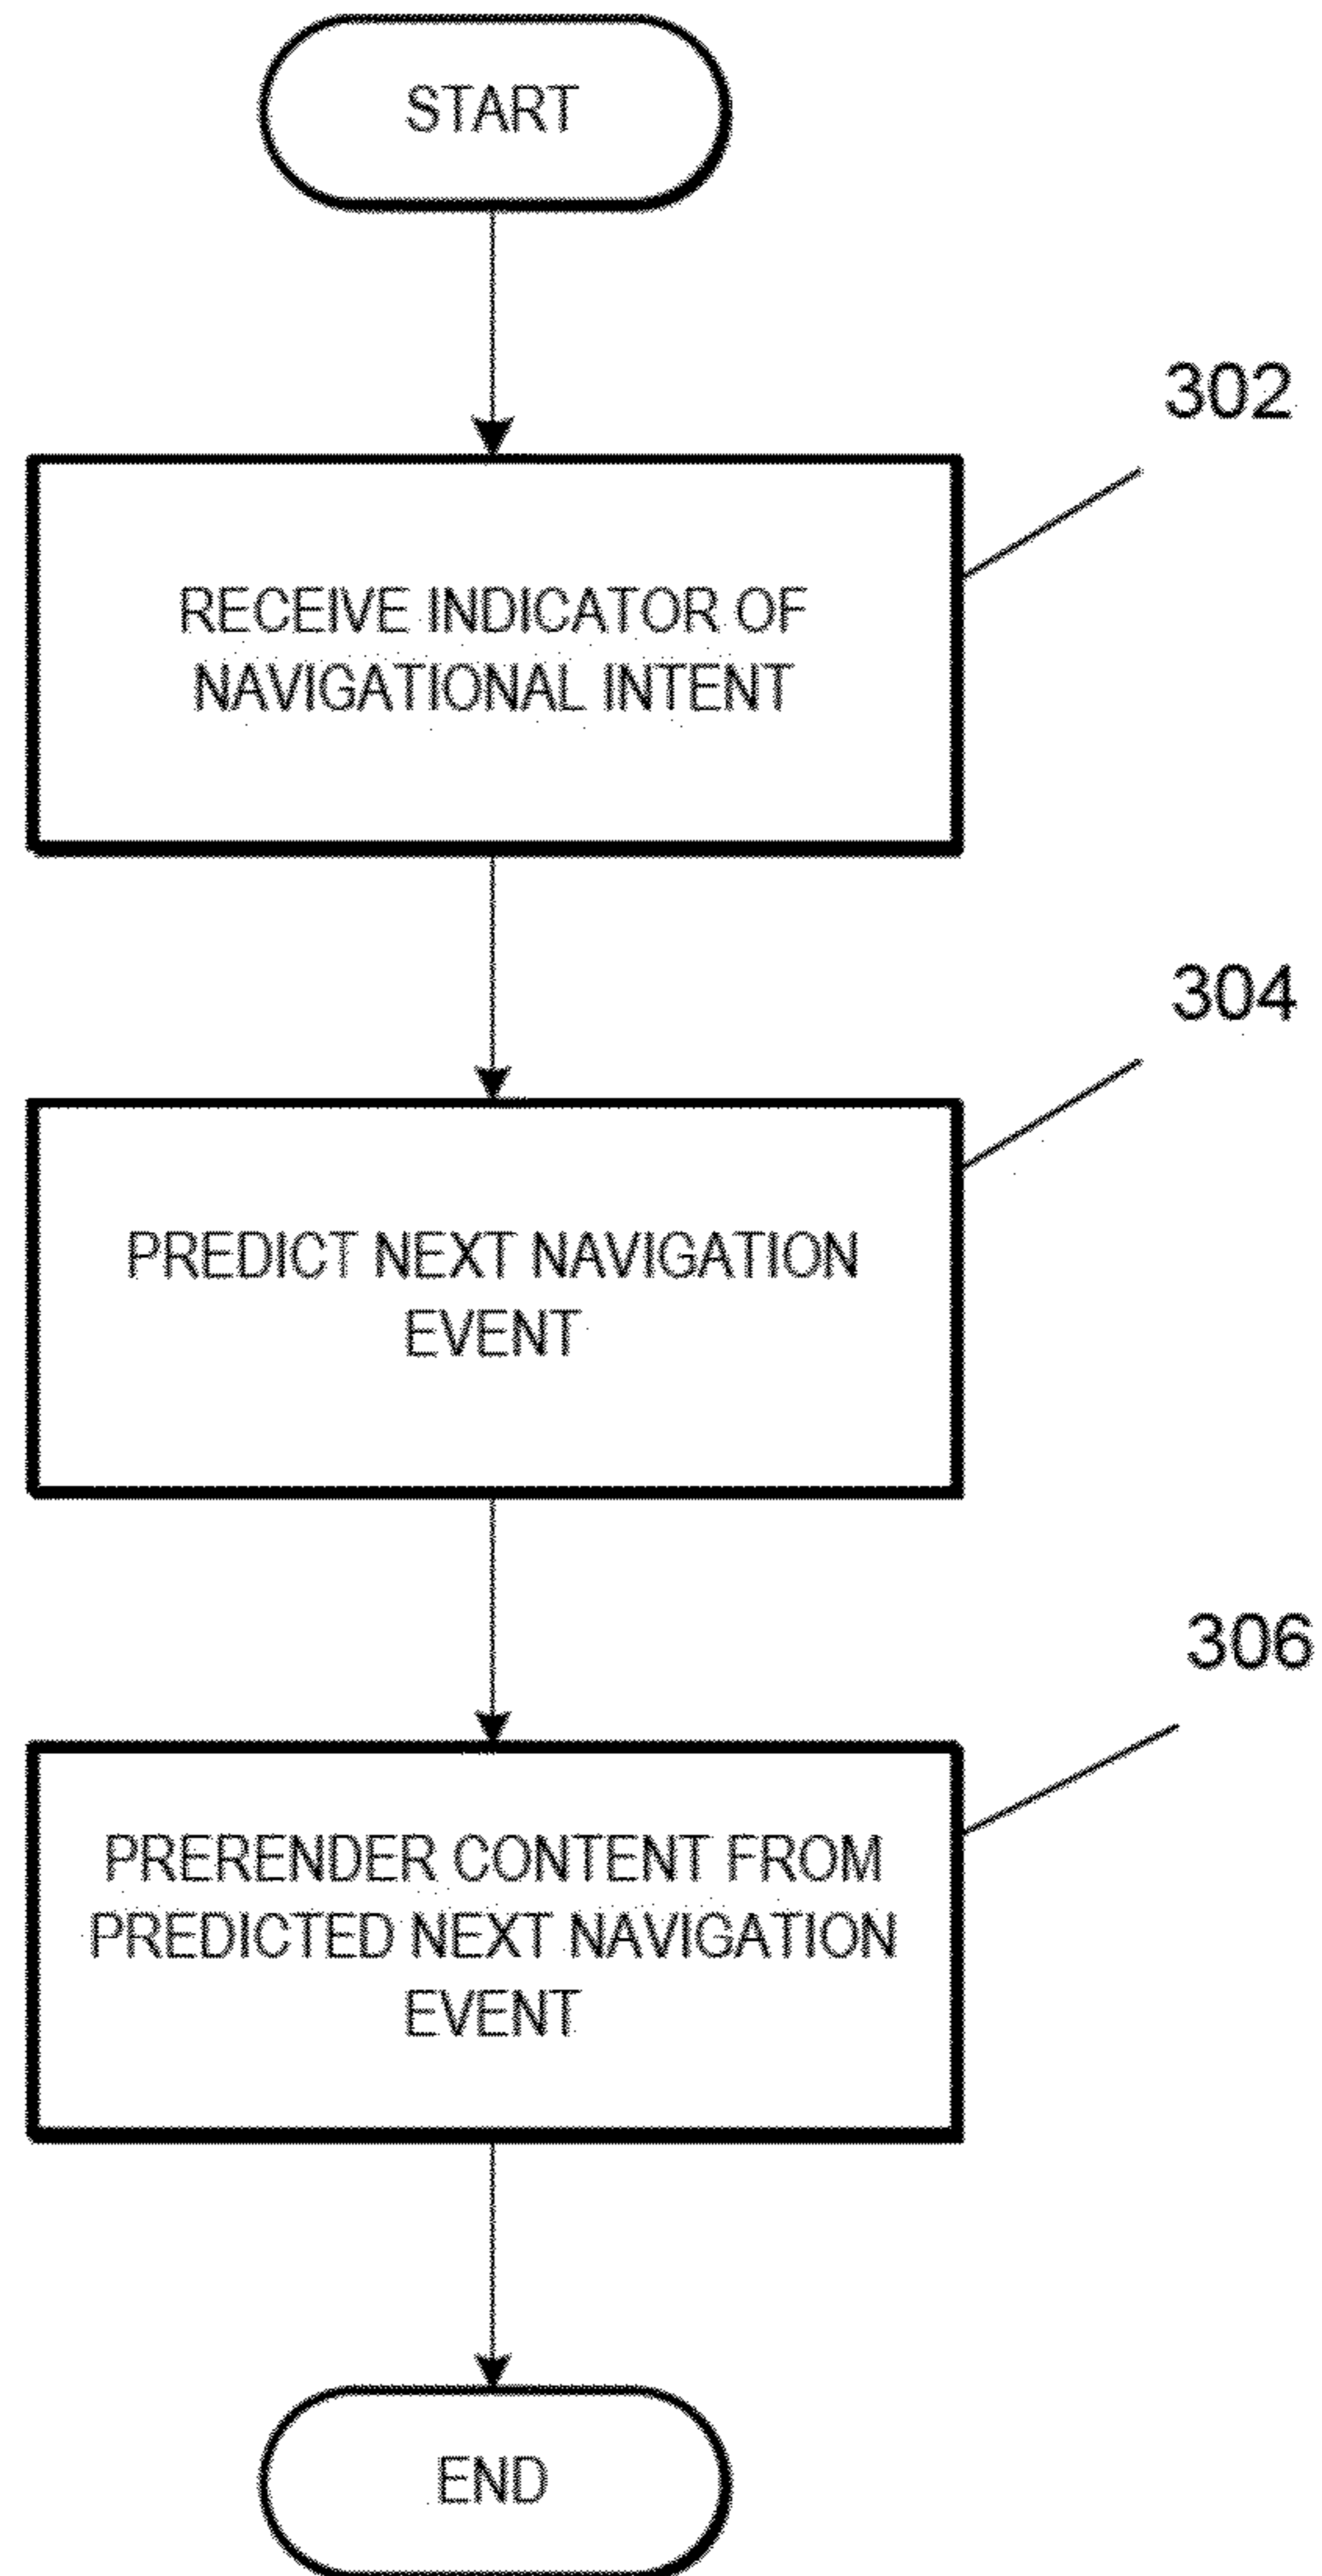 START
302
RECEIVE INDICATOR OF
NAVIGATIONAL INTENT
304
PREDICT NEXT NAVIGATION
EVENT
306
PRERENDER CONTENT FROM
PREDICTED NEXT NAVIGATION
EVENT
END